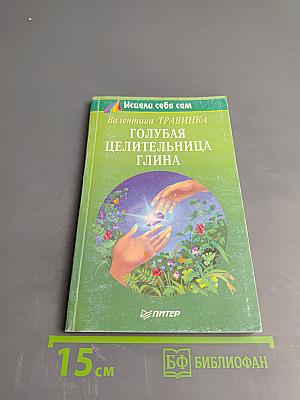 Исцели себя сам
Валентина ТРАВИНКА
ГОЛУБАЯ
ЦЕЛИТЕЛЬНИЦА
ГЛИНА
ПИТЕР
15 см
БФ БИБЛИОФАН